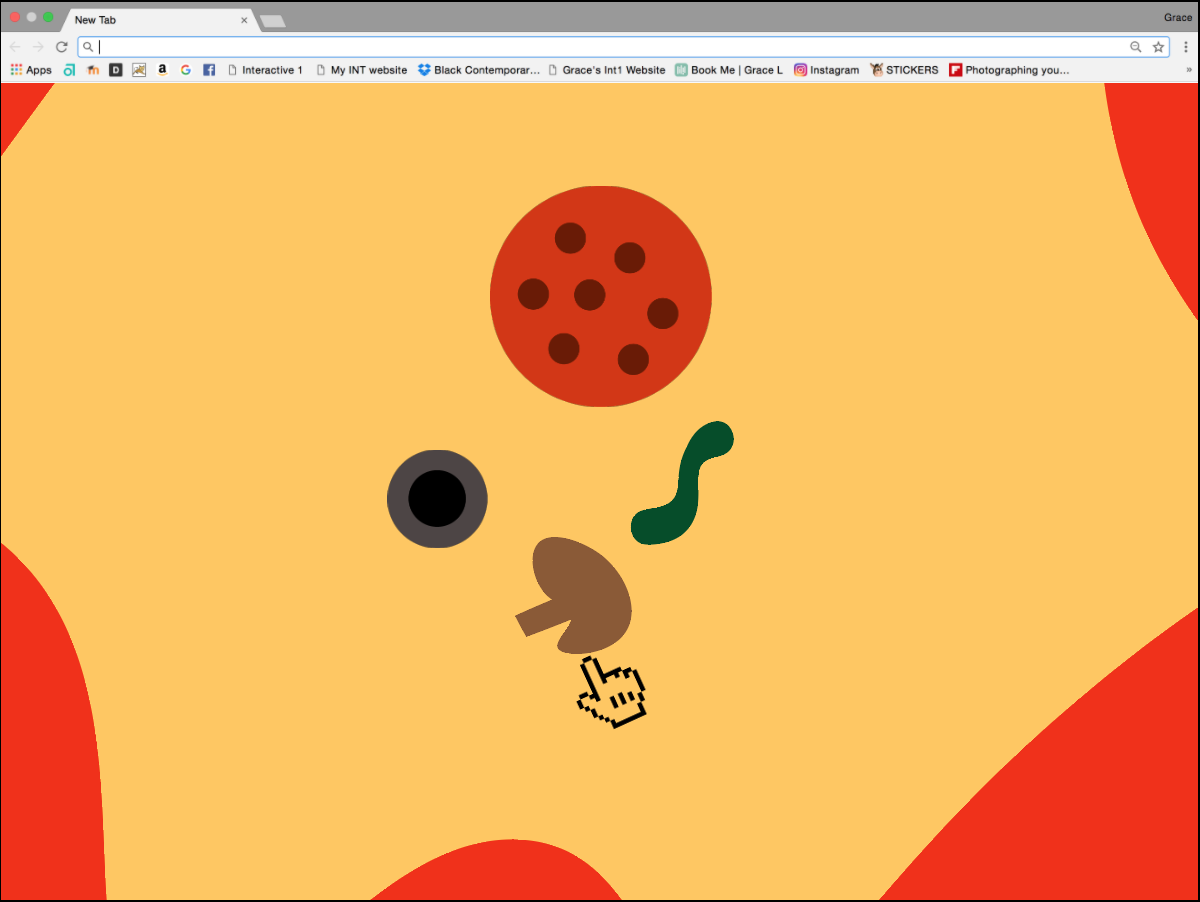 New Tab
Grace
Apps D a G f Interactive 1 My INT website Black Contemporar... Grace's Int1 Website Book Me | Grace L Instagram STICKERS Photographing you... »